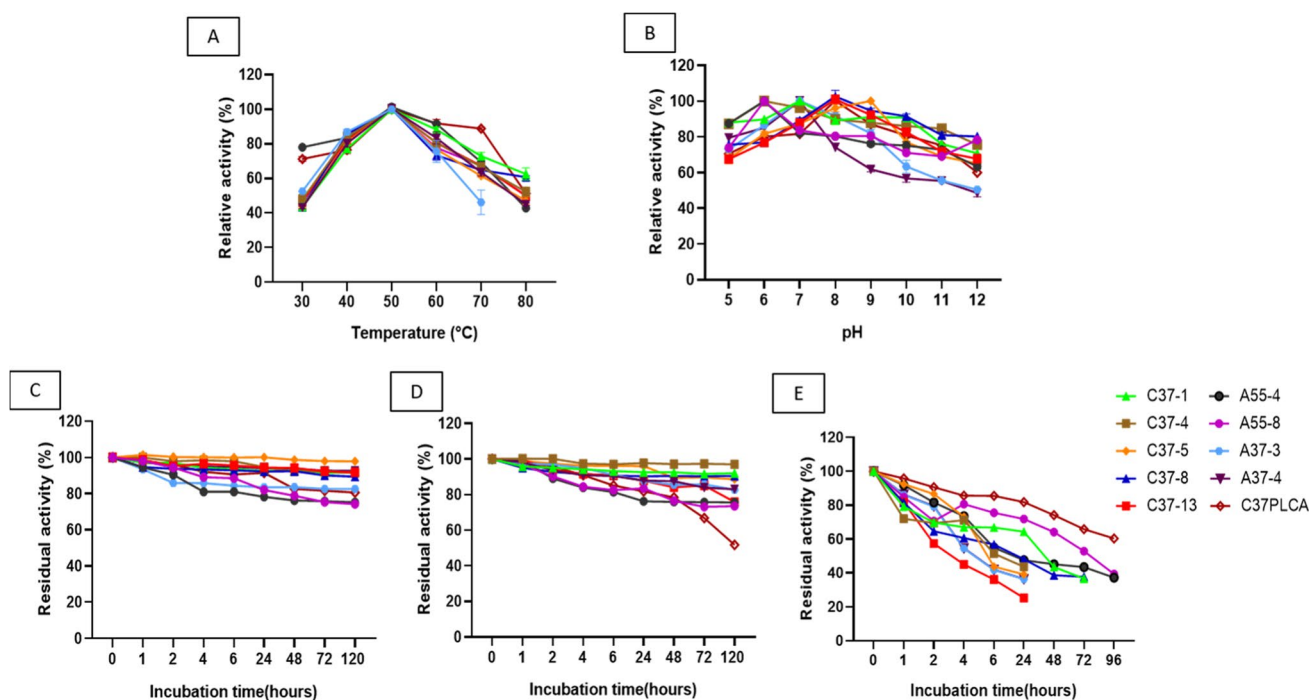 A
B
Relative activity (%)
120
100
80
60
40
20
0
30 40 50 60 70 80
Temperature (°C)
Relative activity (%)
120
100
80
60
40
20
0
5 6 7 8 9 10 11 12
pH
C
D
E
Residual activity (%)
120
100
80
60
40
20
0
0 1 2 4 6 24 48 72 120
Incubation time(hours)
Residual activity (%)
120
100
80
60
40
20
0
0 1 2 4 6 24 48 72 120
Incubation time(hours)
Residual activity (%)
120
100
80
60
40
20
0
0 1 2 4 6 24 48 72 96
Incubation time(hours)
C37-1 A55-4
C37-4 A55-8
C37-5 A37-3
C37-8 A37-4
C37-13 C37PLCA